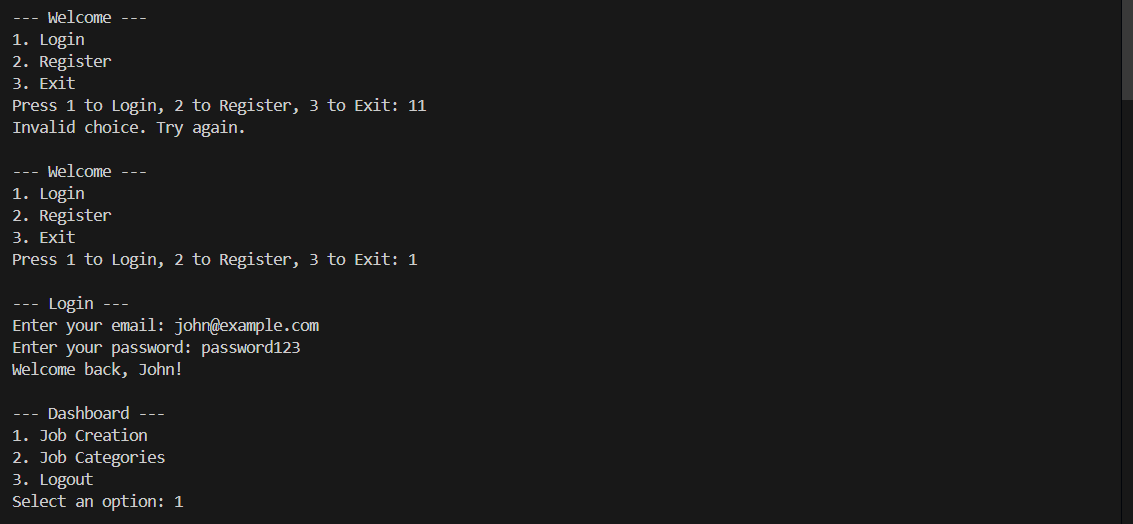 --- Welcome ---
1. Login
2. Register
3. Exit
Press 1 to Login, 2 to Register, 3 to Exit: 11
Invalid choice. Try again.
--- Welcome ---
1. Login
2. Register
3. Exit
Press 1 to Login, 2 to Register, 3 to Exit: 1
--- Login ---
Enter your email: john@example.com
Enter your password: password123
Welcome back, John!
--- Dashboard ---
1. Job Creation
2. Job Categories
3. Logout
Select an option: 1